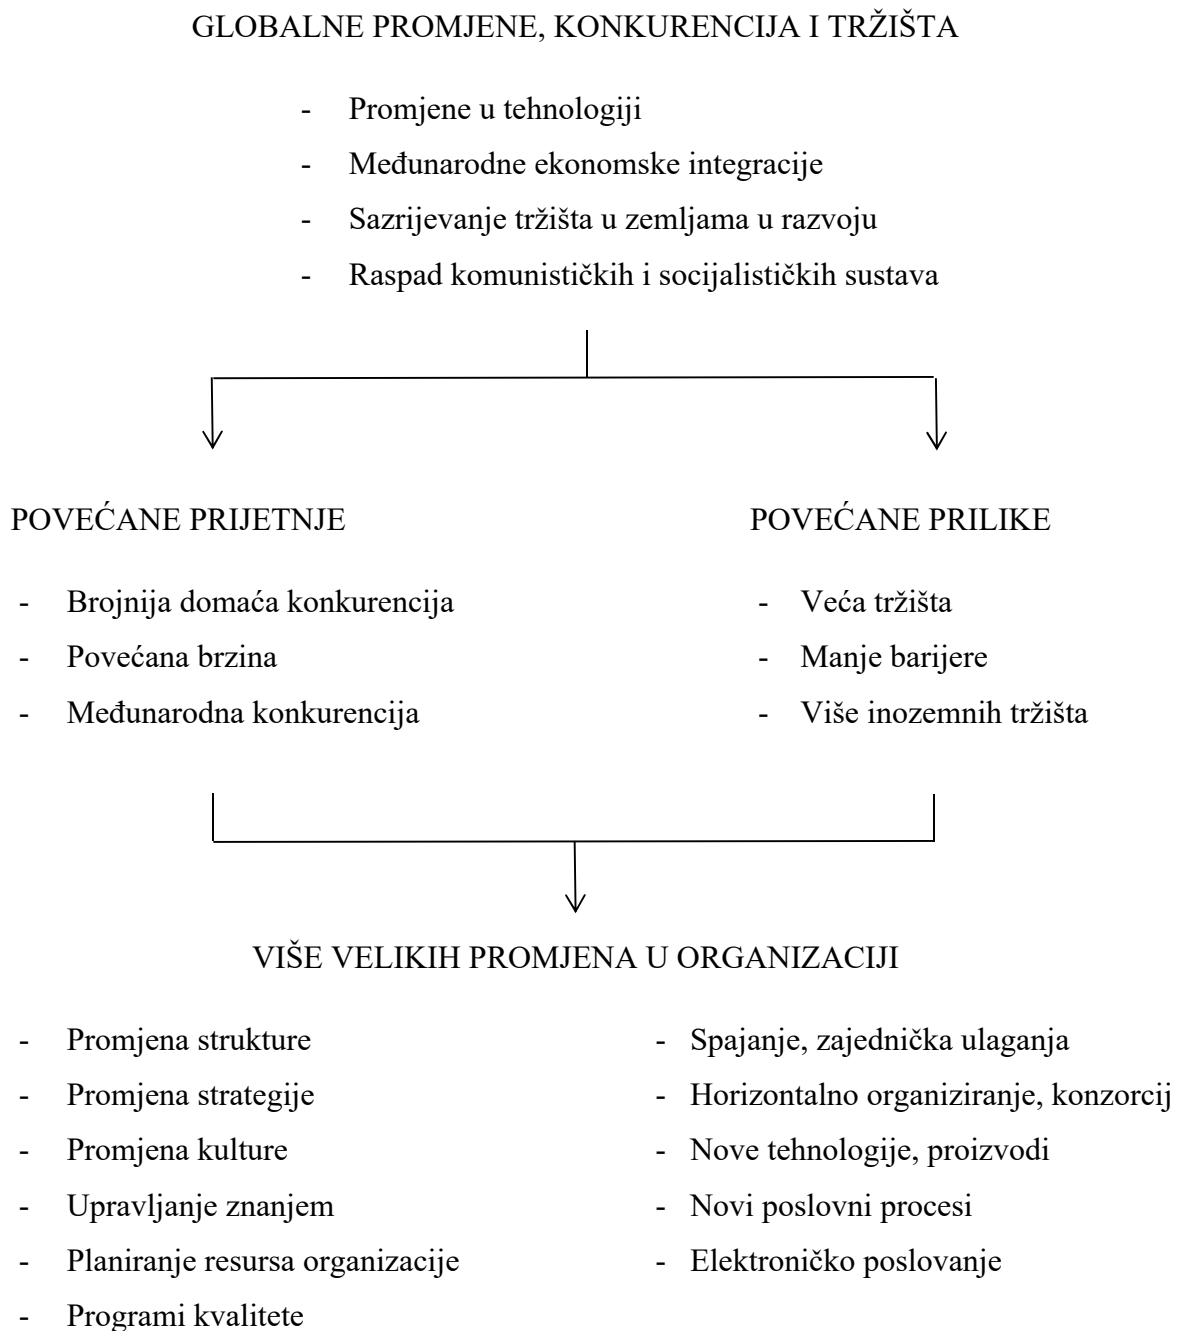 GLOBALNE PROMJENE, KONKURENCIJA I TRŽIŠTA
- Promjene u tehnologiji
- Međunarodne ekonomske integracije
- Sazrijevanje tržišta u zemljama u razvoju
- Raspad komunističkih i socijalističkih sustava
POVEĆANE PRIJETNJE
- Brojnija domaća konkurencija
- Povećana brzina
- Međunarodna konkurencija
POVEĆANE PRILIKE
- Veća tržišta
- Manje barijere
- Više inozemnih tržišta
VIŠE VELIKIH PROMJENA U ORGANIZACIJI
- Promjena strukture
- Promjena strategije
- Promjena kulture
- Upravljanje znanjem
- Planiranje resursa organizacije
- Programi kvalitete
- Spajanje, zajednička ulaganja
- Horizontalno organiziranje, konzorcij
- Nove tehnologije, proizvodi
- Novi poslovni procesi
- Elektroničko poslovanje